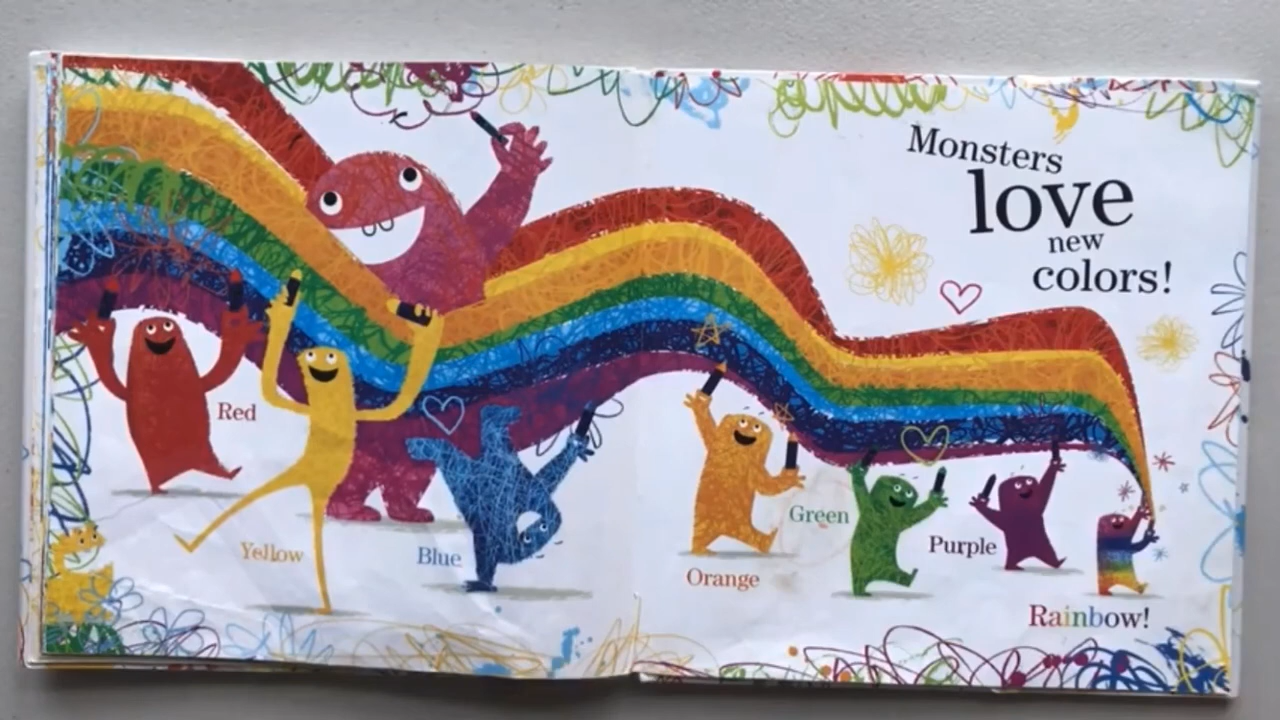 Monsters
love
new
colors!
Red
Yellow
Blue
Orange
Green
Purple
Rainbow!